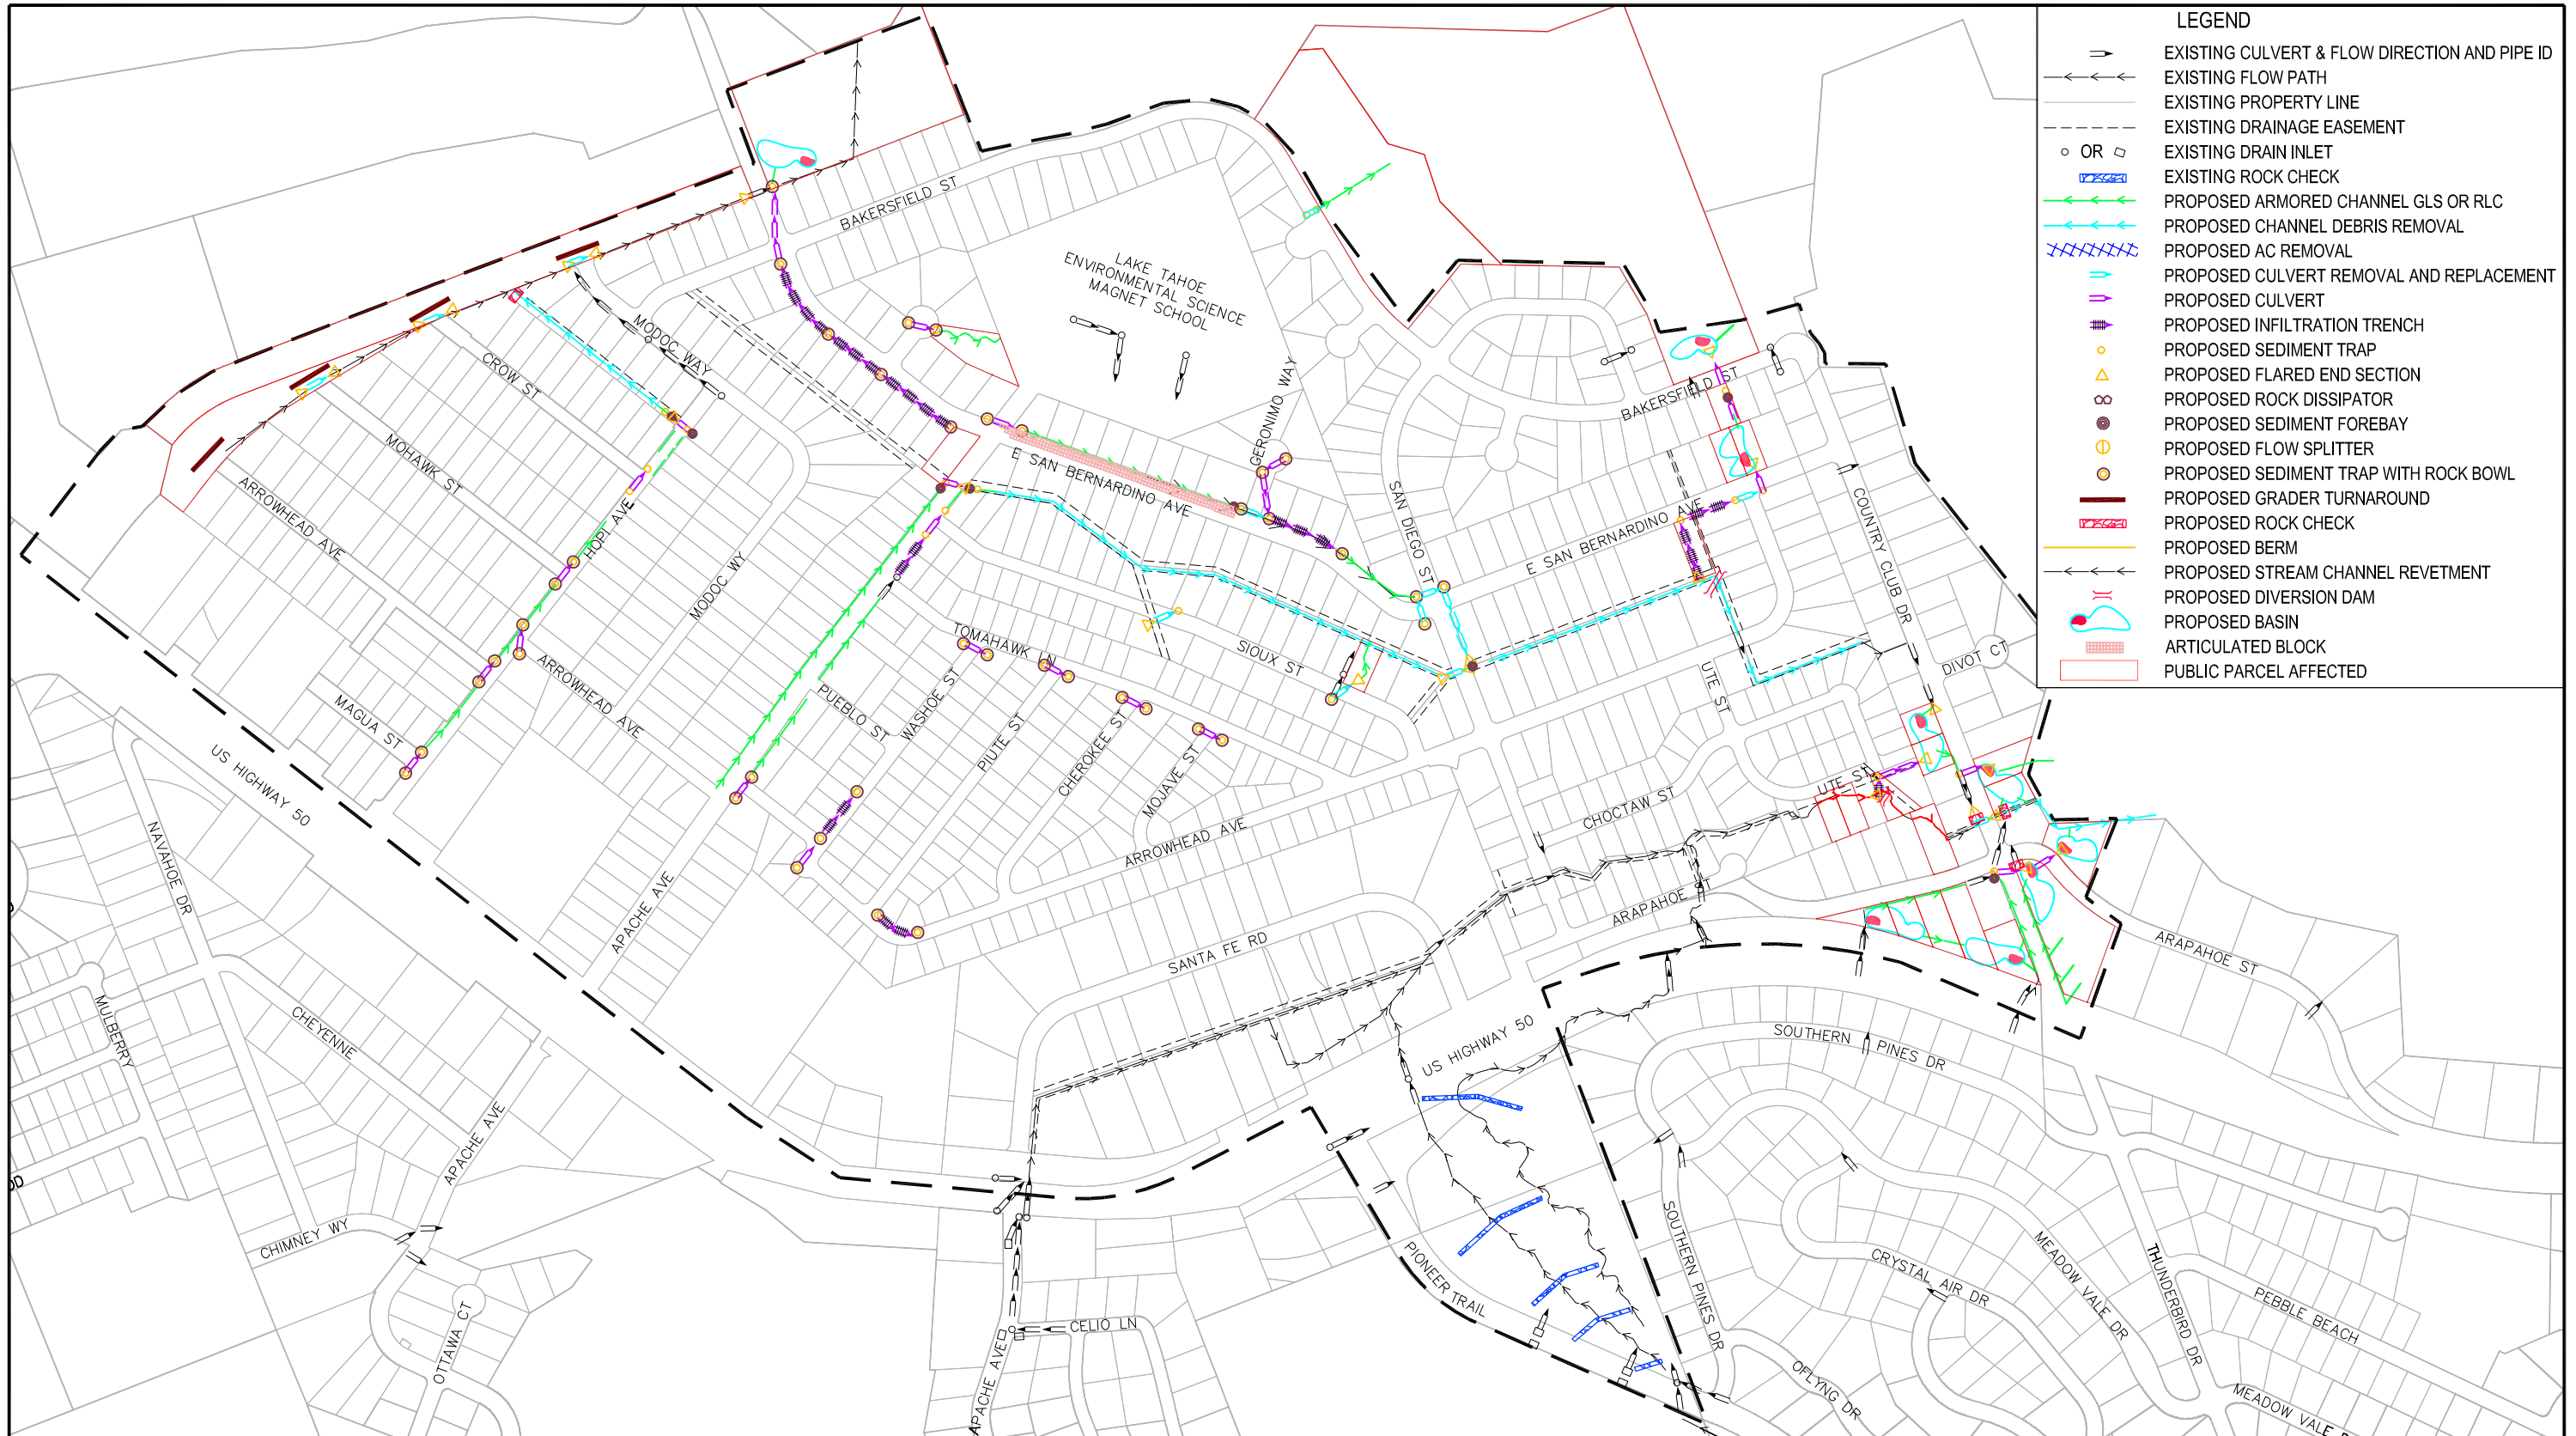 LEGEND
EXISTING CULVERT & FLOW DIRECTION AND PIPE ID
EXISTING FLOW PATH
EXISTING PROPERTY LINE
EXISTING DRAINAGE EASEMENT
OR
EXISTING DRAIN INLET
EXISTING ROCK CHECK
PROPOSED ARMORED CHANNEL GLS OR RLC
PROPOSED CHANNEL DEBRIS REMOVAL
PROPOSED AC REMOVAL
PROPOSED CULVERT REMOVAL AND REPLACEMENT
PROPOSED CULVERT
PROPOSED INFILTRATION TRENCH
PROPOSED SEDIMENT TRAP
PROPOSED FLARED END SECTION
PROPOSED ROCK DISSIPATOR
PROPOSED SEDIMENT FOREBAY
PROPOSED FLOW SPLITTER
PROPOSED SEDIMENT TRAP WITH ROCK BOWL
PROPOSED GRADER TURNAROUND
PROPOSED ROCK CHECK
PROPOSED BERM
PROPOSED STREAM CHANNEL REVETMENT
PROPOSED DIVERSION DAM
PROPOSED BASIN
ARTICULATED BLOCK
PUBLIC PARCEL AFFECTED
BAKERSFIELD ST
LAKE TAHOE
ENVIRONMENTAL SCIENCE
MAGNET SCHOOL
MODOC WAY
CROW ST
MOHAWK ST
ARROWHEAD AVE
HOPI AVE
E SAN BERNARDINO AVE
GERONIMO WAY
SAN DIEGO ST
BAKERSFIELD ST
E SAN BERNARDINO AVE
COUNTRY CLUB DR
DIVOT CT
MODOC WY
TOMAHAWK LN
SIOUX ST
UTE ST
ARROWHEAD AVE
MAGUA ST
PUEBLO ST
WASHOE ST
PIUTE ST
CHEROKEE ST
MOJAVE ST
ARROWHEAD AVE
CHOCTAW ST
UTE ST
US HIGHWAY 50
NAVAHOE DR
APACHE AVE
SANTA FE RD
ARAPAHOE ST
ARAPAHOE ST
MULBERRY
CHEYENNE
APACHE AVE
US HIGHWAY 50
SOUTHERN PINES DR
CHIMNEY WY
OTTAWA CT
CELIO LN
APACHE AVE
PIONEER TRAIL
SOUTHERN PINES DR
CRYSTAL AIR DR
MEADOW VALE DR
THUNDERBIRD DR
PEBBLE BEACH
OFLYNG DR
MEADOW VALE